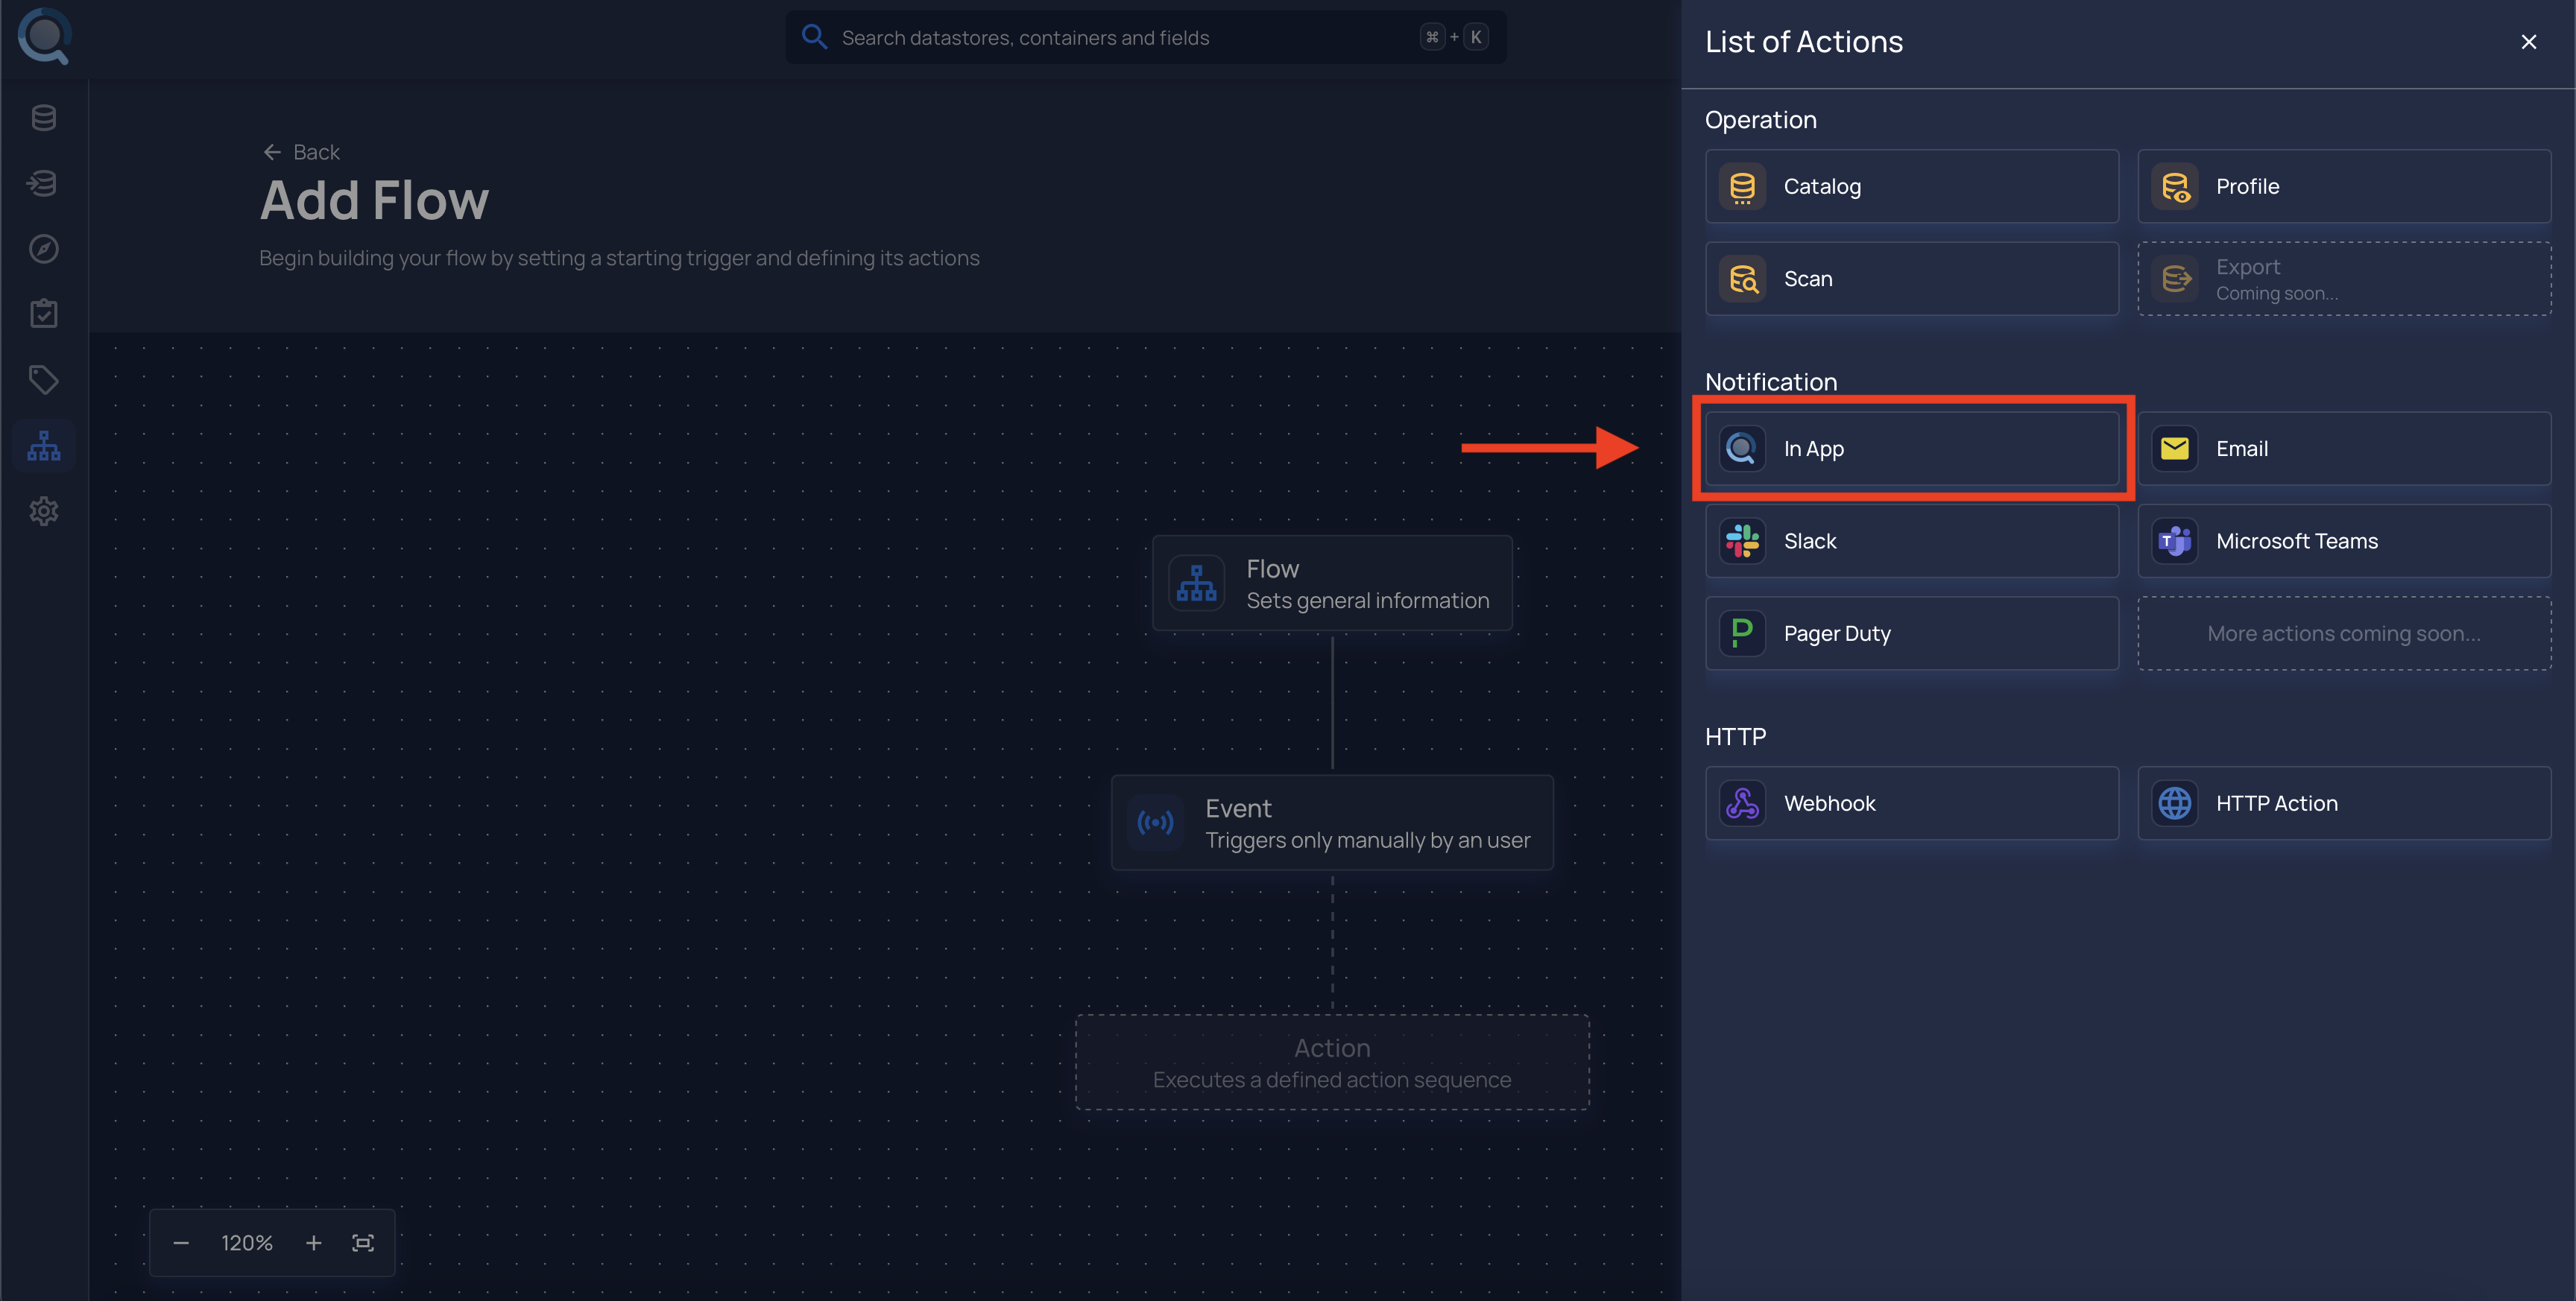 Search datastores, containers and fields
⌘ + K
Back
Add Flow
Begin building your flow by setting a starting trigger and defining its actions
Flow
Sets general information
Event
Triggers only manually by an user
Action
Executes a defined action sequence
120%
List of Actions
Operation
Catalog
Profile
Scan
Export
Coming soon...
Notification
In App
Email
Slack
Microsoft Teams
Pager Duty
More actions coming soon...
HTTP
Webhook
HTTP Action